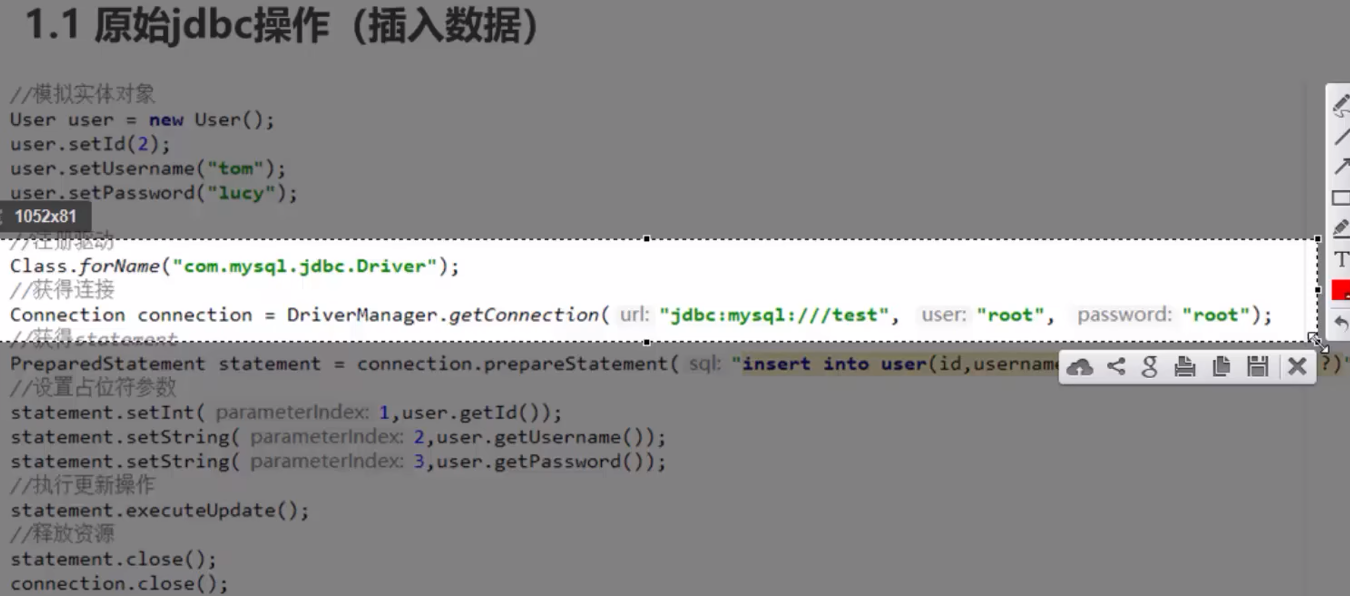 1.1 原始jdbc操作（插入数据）
//模拟实体对象
User user = new User();
user.setId(2);
user.setUsername("tom");
user.setPassword("lucy");
1052x81
//注册驱动
Class.forName("com.mysql.jdbc.Driver");
//获得连接
Connection connection = DriverManager.getConnection( url: "jdbc:mysql:///test", user: "root", password: "root");
//获得statement
PreparedStatement statement = connection.prepareStatement( sql: "insert into user(id,username ?)"
//设置占位符参数
statement.setInt( parameterIndex: 1,user.getId());
statement.setString( parameterIndex: 2,user.getUsername());
statement.setString( parameterIndex: 3,user.getPassword());
//执行更新操作
statement.executeUpdate();
//释放资源
statement.close();
connection.close();